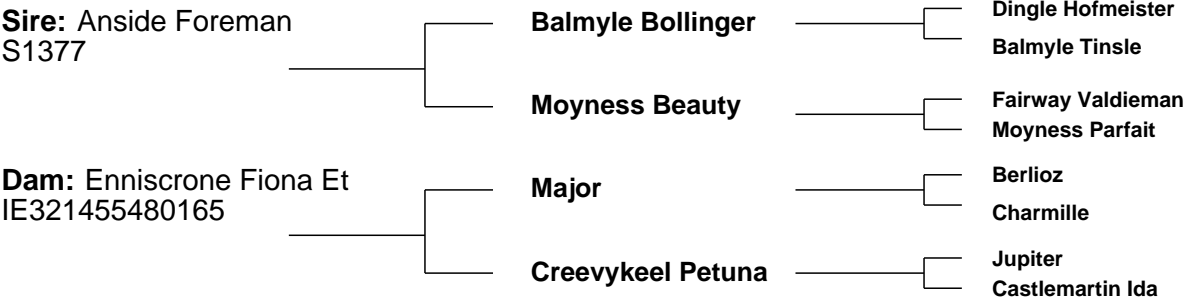 Sire: Anside Foreman
S1377
Balmyle Bollinger
Dingle Hofmeister
Balmyle Tinsle
Moyness Beauty
Fairway Valdieman
Moyness Parfait
Dam: Enniscrone Fiona Et
IE321455480165
Major
Berlioz
Charmille
Creevykeel Petuna
Jupiter
Castlemartin Ida